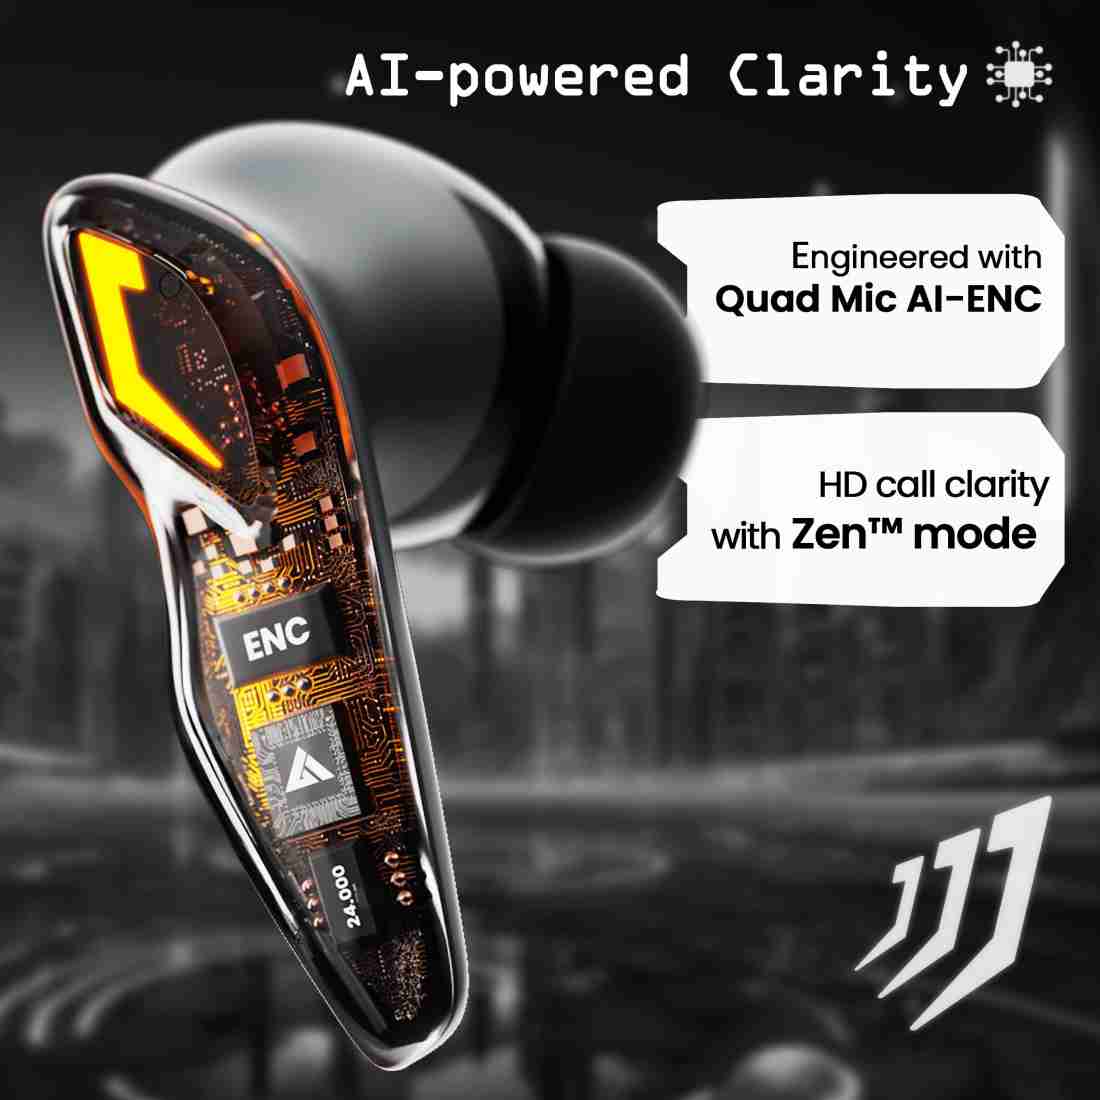 AI-powered Clarity
Engineered with
Quad Mic AI-ENC
HD call clarity
with Zen™ mode
ENC
24.000